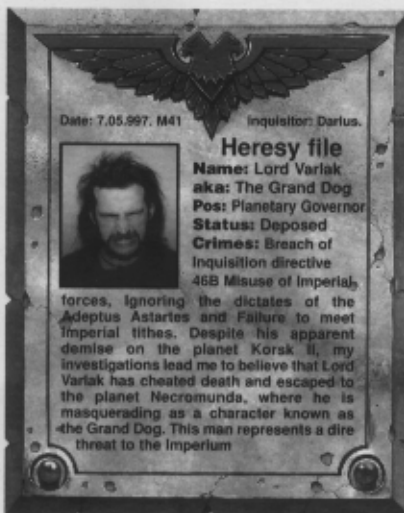 Date: 7.05.997. M41 Inquisitor: Darius.
Heresy file
Name: Lord Varlak
aka: The Grand Dog
Pos: Planetary Governor
Status: Deposed
Crimes: Breach of
Inquisition directive
46B Misuse of Imperial
forces, Ignoring the dictates of the
Adeptus Astartes and Failure to meet
Imperial tithes. Despite his apparent
demise on the planet Korsk II, my
investigations lead me to believe that Lord
Varlak has cheated death and escaped to
the planet Necromunda, where he is
masquerading as a character known as
the Grand Dog. This man represents a dire
threat to the Imperium